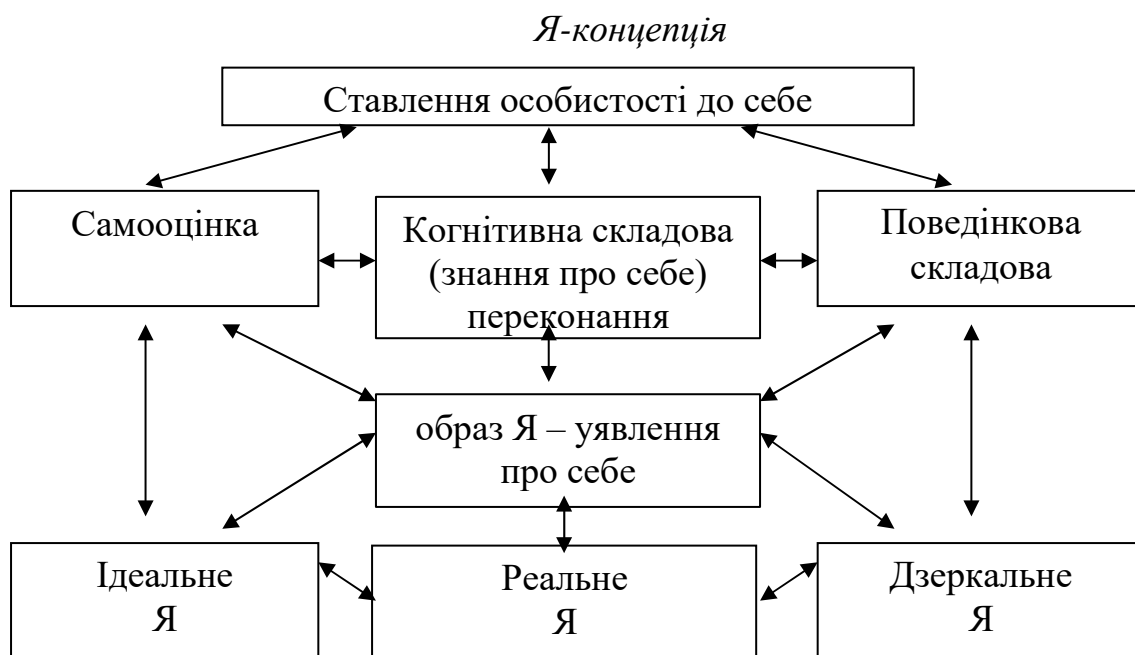 Я-концепція
Ставлення особистості до себе
Самооцінка
Когнітивна складова
(знання про себе)
переконання
Поведінкова
складова
образ Я – уявлення
про себе
Ідеальне
Я
Реальне
Я
Дзеркальне
Я